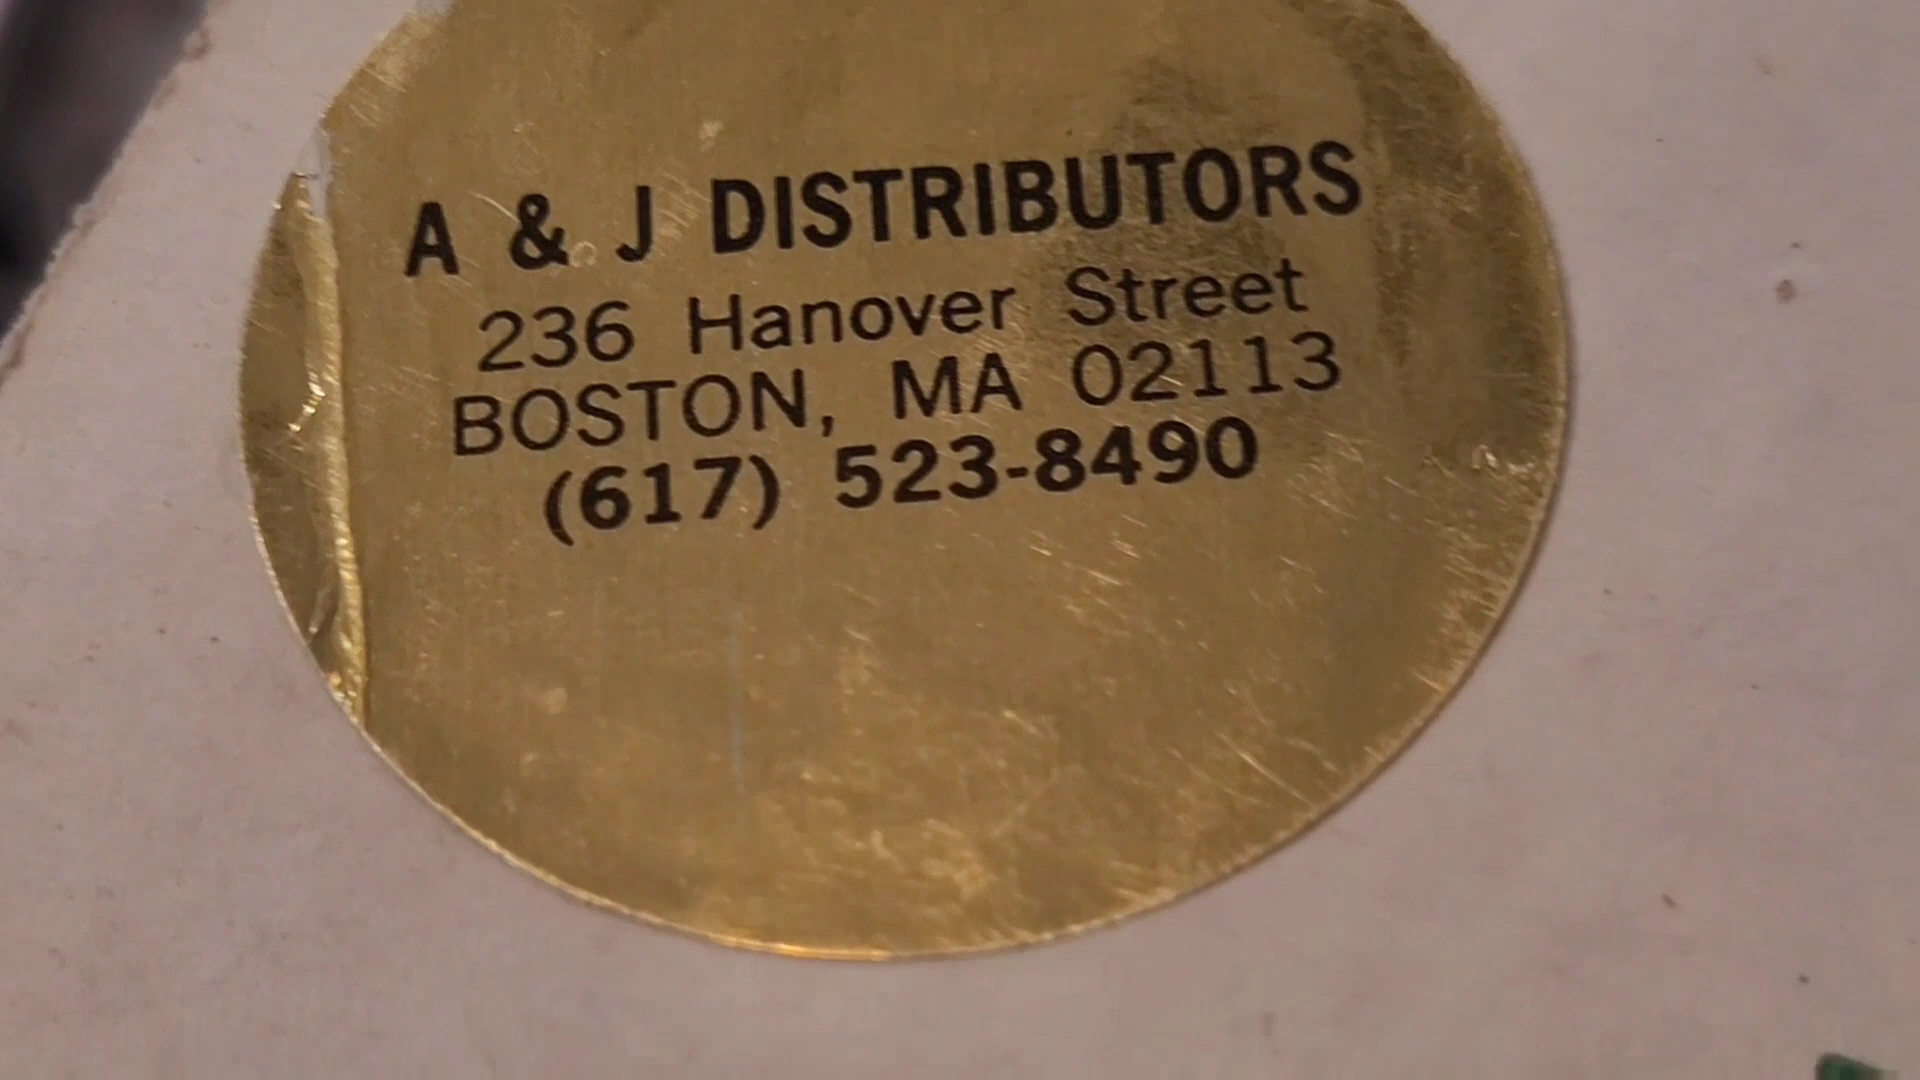 A & J DISTRIBUTORS
236 Hanover Street
BOSTON, MA 02113
(617) 523-8490